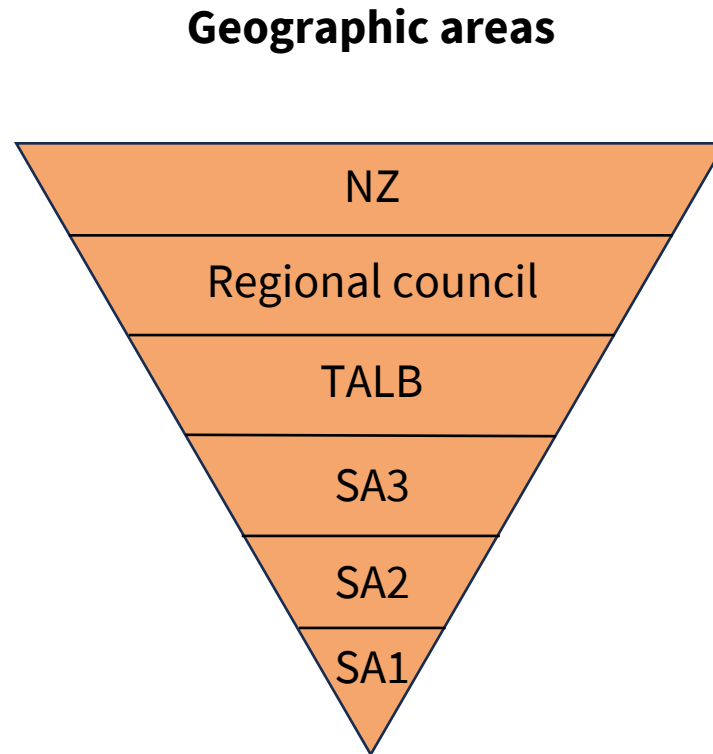 Geographic areas
NZ
Regional council
TALB
SA3
SA2
SA1